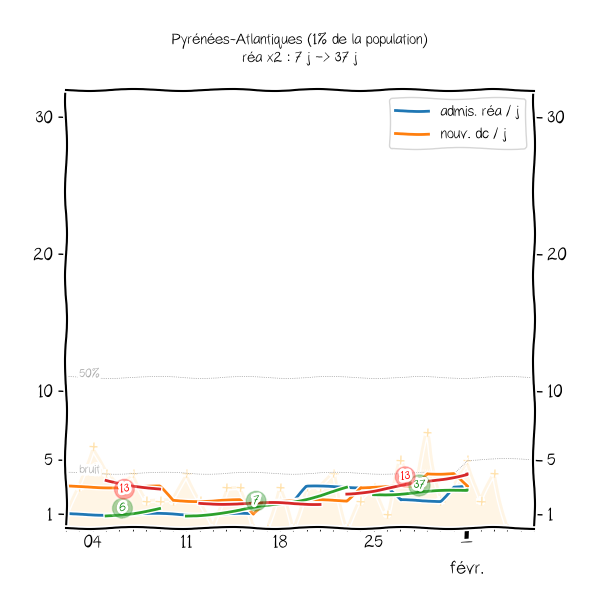 Pyrénées-Atlantiques (1% de la population)
réa x2 : 7 j -> 37 j
admis. réa / j
nouv. dc / j
30 30
20 20
50%
10 10
bruit
5 5
13 13 37
6 7
1 1
04 11 18 25 1
févr.